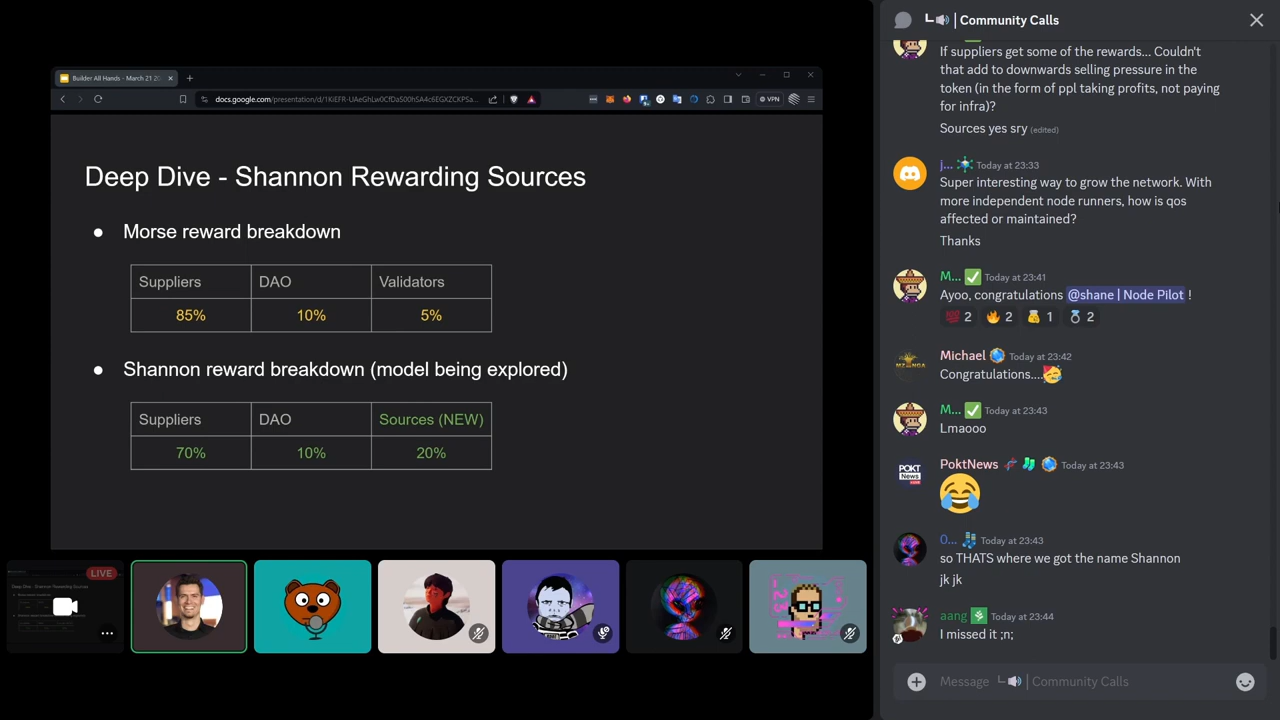 Builder All Hands - March 21 20
docs.google.com/presentation/d/1KiEFR-UAeGhLw0CfDaS00hSA4c6EGXZCKPSa...
VPN
Deep Dive - Shannon Rewarding Sources
● Morse reward breakdown
Suppliers DAO Validators
85% 10% 5%
● Shannon reward breakdown (model being explored)
Suppliers DAO Sources (NEW)
70% 10% 20%
LIVE
Community Calls
If suppliers get some of the rewards... Couldn't
that add to downwards selling pressure in the
token (in the form of ppl taking profits, not paying
for infra)?
Sources yes sry (edited)
j... Today at 23:33
Super interesting way to grow the network. With
more independent node runners, how is qos
affected or maintained?
Thanks
M... Today at 23:41
Ayoo, congratulations @shane | Node Pilot !
2 2 1 2
Michael Today at 23:42
Congratulations....
M... Today at 23:43
Lmaooo
PoktNews Today at 23:43
POKT
News
O... Today at 23:43
so THATS where we got the name Shannon
jk jk
aang Today at 23:44
I missed it ;n;
Message | Community Calls